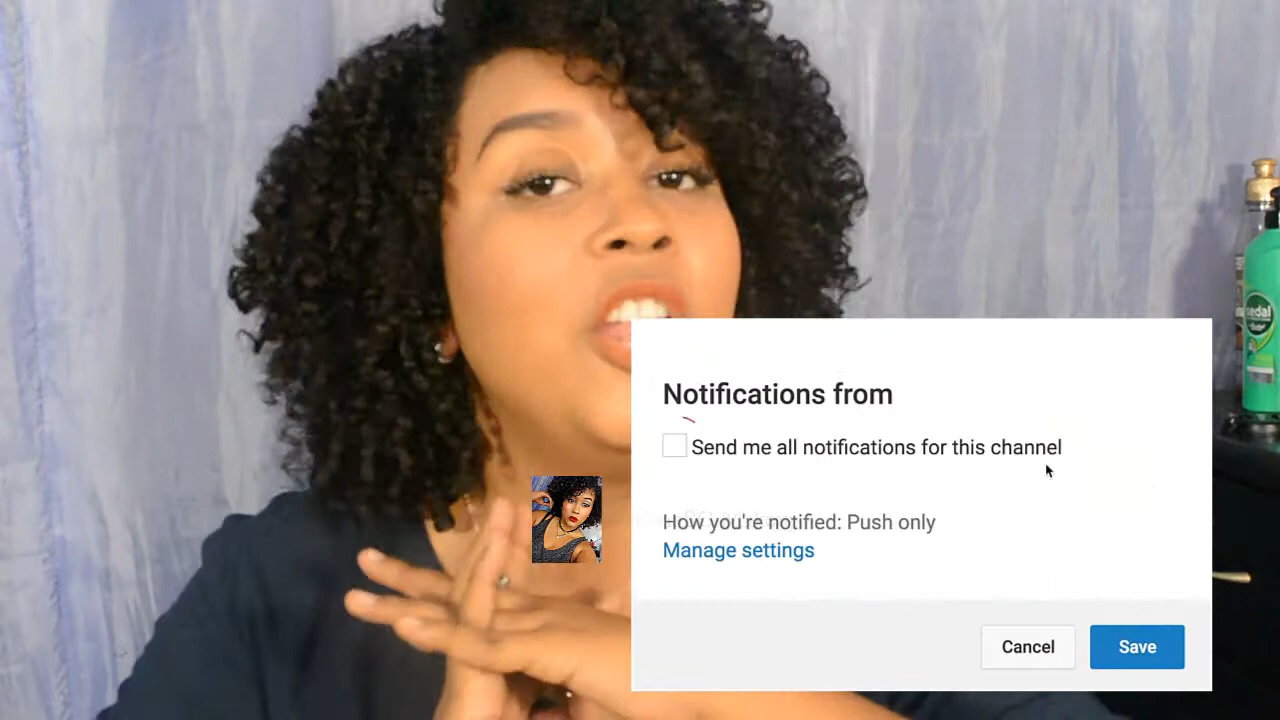 Notifications from
Send me all notifications for this channel
How you're notified: Push only
Manage settings
Cancel
Save
sedal